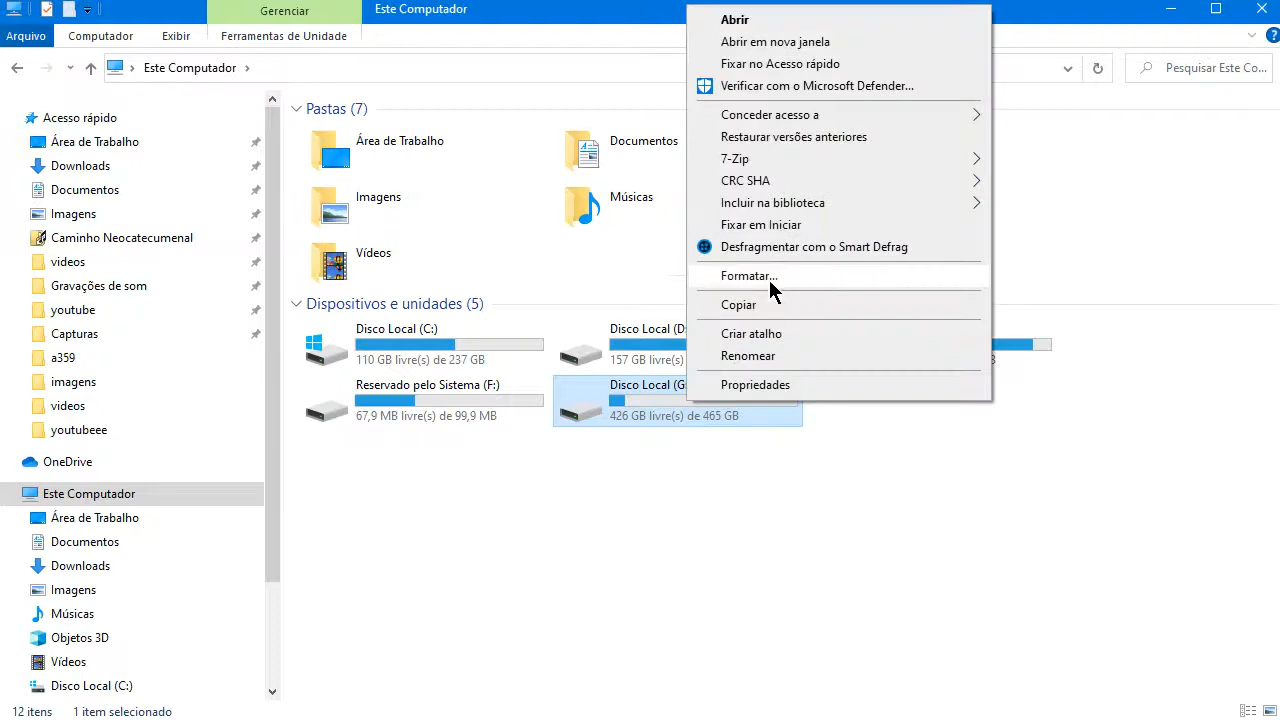 Gerenciar
Este Computador
Arquivo
Computador
Exibir
Ferramentas de Unidade
Este Computador
Pesquisar Este Co...
Acesso rápido
Área de Trabalho
Downloads
Documentos
Imagens
Caminho Neocatecumenal
videos
Gravações de som
youtube
Capturas
a359
imagens
videos
youtubeee
OneDrive
Este Computador
Área de Trabalho
Documentos
Downloads
Imagens
Músicas
Objetos 3D
Vídeos
Disco Local (C:)
Pastas (7)
Área de Trabalho
Documentos
Imagens
Músicas
Vídeos
Dispositivos e unidades (5)
Disco Local (C:)
110 GB livre(s) de 237 GB
Disco Local (D:
157 GB livre(s)
Reservado pelo Sistema (F:)
67,9 MB livre(s) de 99,9 MB
Disco Local (G:
426 GB livre(s) de 465 GB
Abrir
Abrir em nova janela
Fixar no Acesso rápido
Verificar com o Microsoft Defender...
Conceder acesso a
Restaurar versões anteriores
7-Zip
CRC SHA
Incluir na biblioteca
Fixar em Iniciar
Desfragmentar com o Smart Defrag
Formatar...
Copiar
Criar atalho
Renomear
Propriedades
12 itens
1 item selecionado